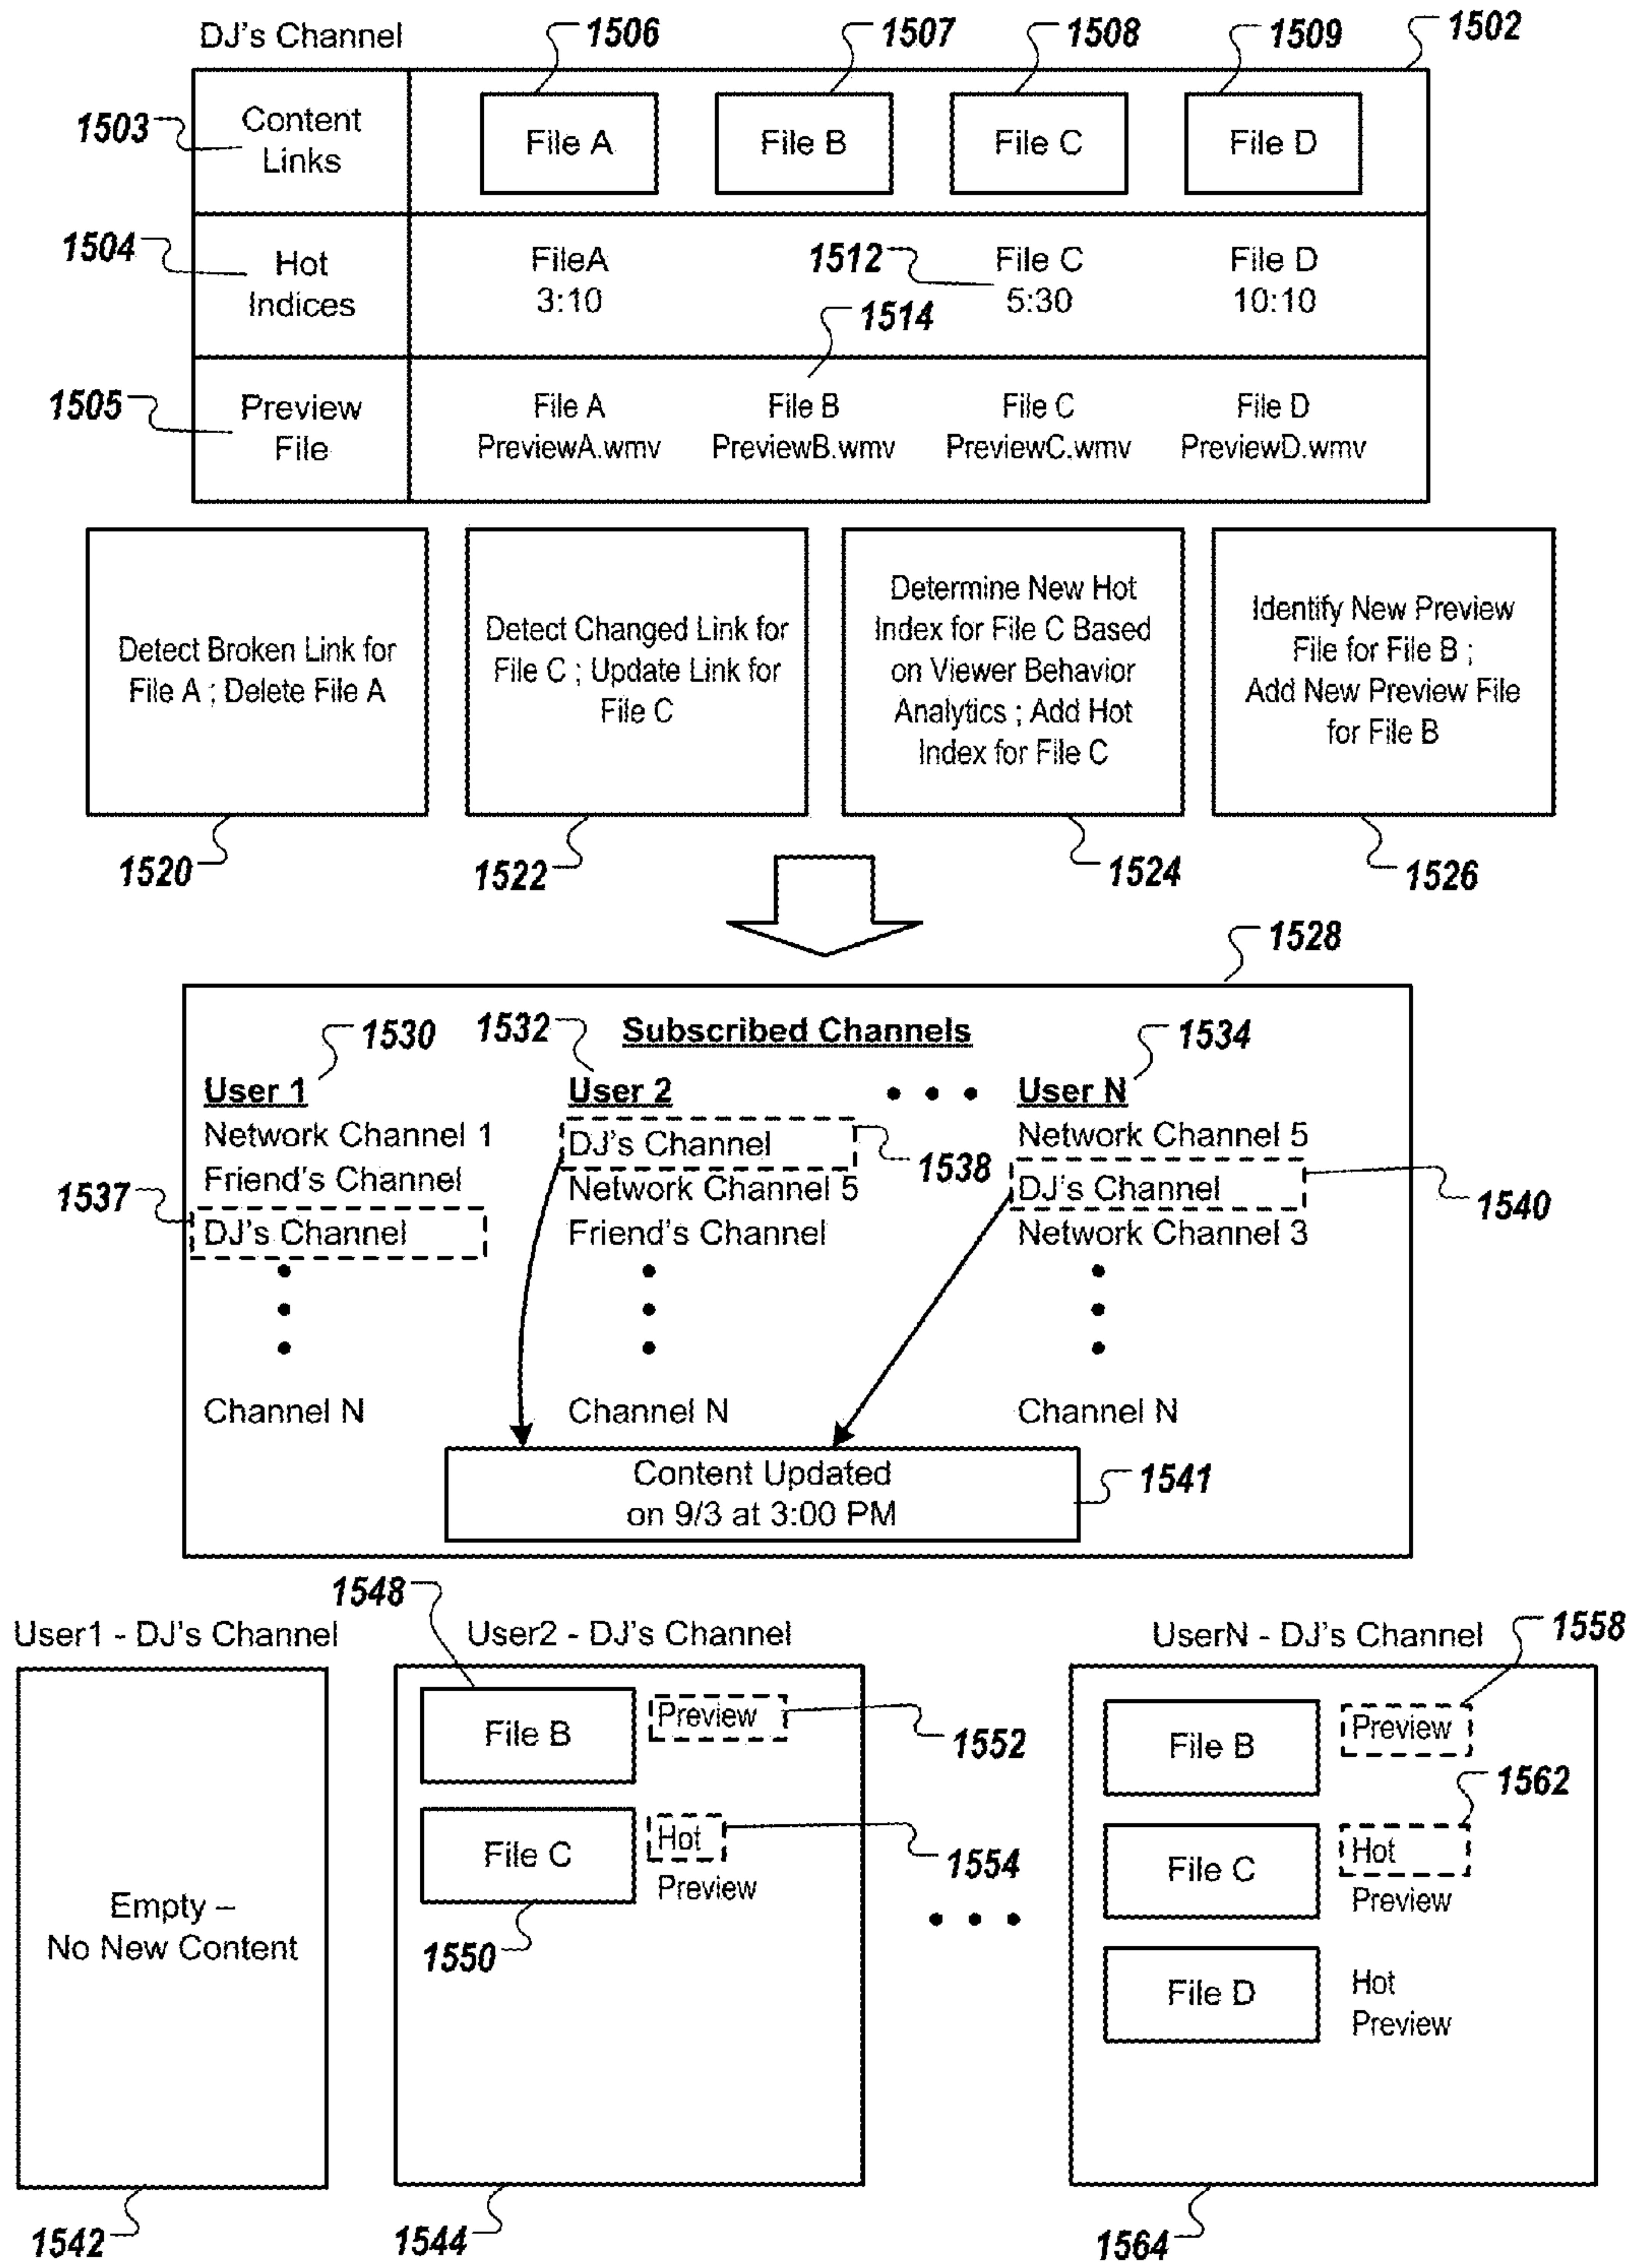 DJ's Channel
1506
1507
1508
1509
1502
1503
Content
Links
File A
File B
File C
File D
1504
Hot
Indices
FileA
3:10
1512
File C
5:30
File D
10:10
1514
1505
Preview
File
File A
PreviewA.wmv
File B
PreviewB.wmv
File C
PreviewC.wmv
File D
PreviewD.wmv
Detect Broken Link for
File A ; Delete File A
Detect Changed Link for
File C ; Update Link for
File C
Determine New Hot
Index for File C Based
on Viewer Behavior
Analytics ; Add Hot
Index for File C
Identify New Preview
File for File B ;
Add New Preview File
for File B
1520
1522
1524
1526
1528
Subscribed Channels
1530
1532
1534
User 1
Network Channel 1
Friend's Channel
DJ's Channel
1537
Channel N
User 2
DJ's Channel
1538
Network Channel 5
Friend's Channel
Channel N
User N
Network Channel 5
DJ's Channel
1540
Network Channel 3
Channel N
Content Updated
on 9/3 at 3:00 PM
1541
User1 - DJ's Channel
Empty –
No New Content
1542
1548
User2 - DJ's Channel
File B
Preview
1552
File C
Hot
Preview
1554
1550
1544
UserN - DJ's Channel
1558
File B
Preview
1562
File C
Hot
Preview
File D
Hot
Preview
1564